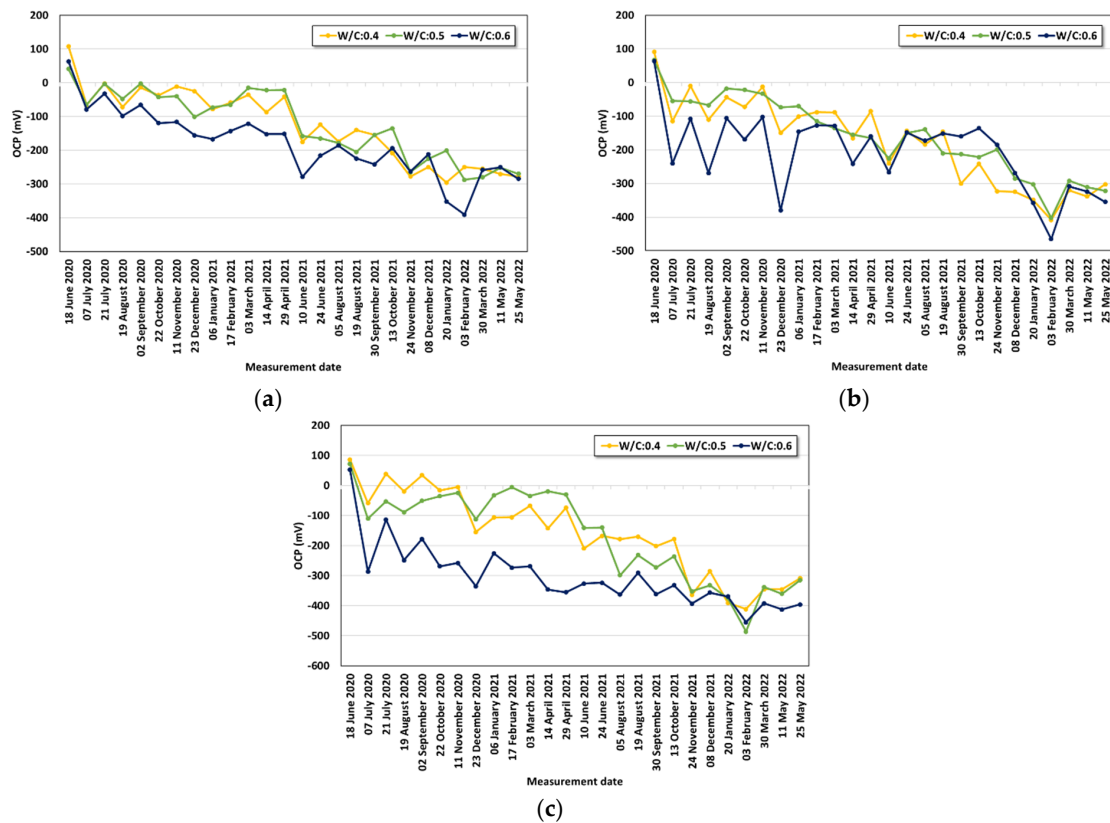 200
100
0
-100
-200
-300
-400
-500
OCP (mV)
W/C:0.4 W/C:0.5 W/C:0.6
18 June 2020
07 July 2020
21 July 2020
19 August 2020
02 September 2020
22 October 2020
11 November 2020
23 December 2020
06 January 2021
17 February 2021
03 March 2021
14 April 2021
29 April 2021
10 June 2021
24 June 2021
05 August 2021
19 August 2021
30 September 2021
13 October 2021
24 November 2021
08 December 2021
20 January 2022
03 February 2022
30 March 2022
11 May 2022
25 May 2022
Measurement date
(a)
200
100
0
-100
-200
-300
-400
-500
OCP (mV)
W/C:0.4 W/C:0.5 W/C:0.6
18 June 2020
07 July 2020
21 July 2020
19 August 2020
02 September 2020
22 October 2020
11 November 2020
23 December 2020
06 January 2021
17 February 2021
03 March 2021
14 April 2021
29 April 2021
10 June 2021
24 June 2021
05 August 2021
19 August 2021
30 September 2021
13 October 2021
24 November 2021
08 December 2021
20 January 2022
03 February 2022
30 March 2022
11 May 2022
25 May 2022
Measurement date
(b)
200
100
0
-100
-200
-300
-400
-500
-600
OCP (mV)
W/C:0.4 W/C:0.5 W/C:0.6
18 June 2020
07 July 2020
21 July 2020
19 August 2020
02 September 2020
22 October 2020
11 November 2020
23 December 2020
06 January 2021
17 February 2021
03 March 2021
14 April 2021
29 April 2021
10 June 2021
24 June 2021
05 August 2021
19 August 2021
30 September 2021
13 October 2021
24 November 2021
08 December 2021
20 January 2022
03 February 2022
30 March 2022
11 May 2022
25 May 2022
Measurement date
(c)